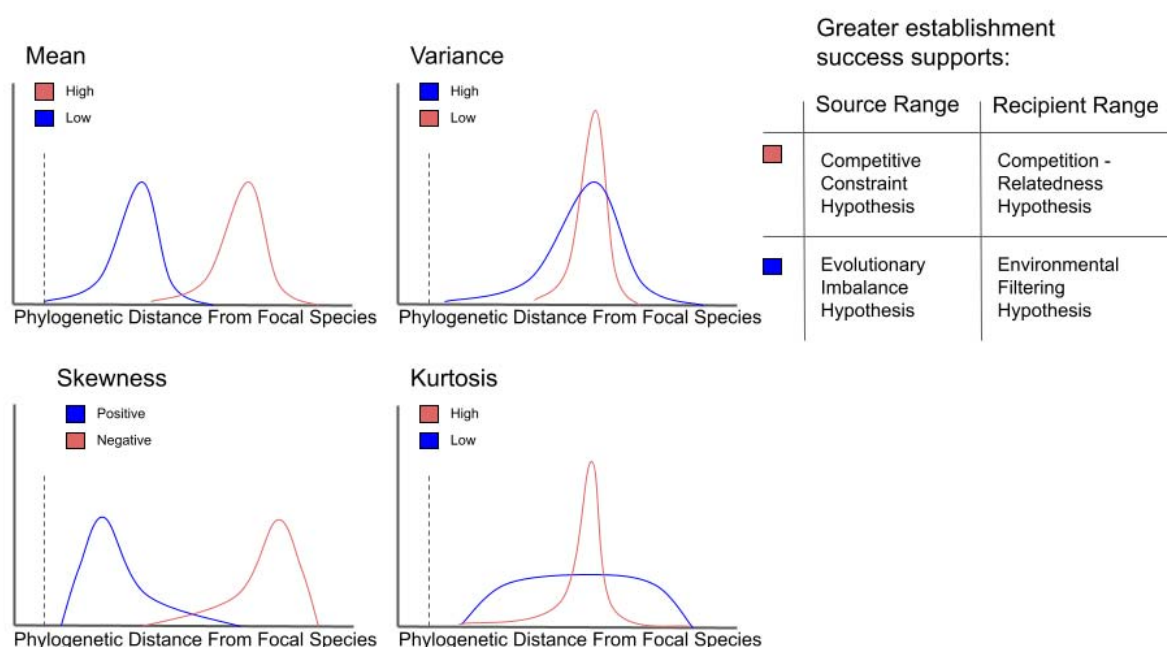 Mean
High
Low
Phylogenetic Distance From Focal Species
Variance
High
Low
Phylogenetic Distance From Focal Species
Greater establishment
success supports:
Source Range
Recipient Range
Competitive
Constraint
Hypothesis
Competition -
Relatedness
Hypothesis
Evolutionary
Imbalance
Hypothesis
Environmental
Filtering
Hypothesis
Skewness
Positive
Negative
Phylogenetic Distance From Focal Species
Kurtosis
High
Low
Phylogenetic Distance From Focal Species